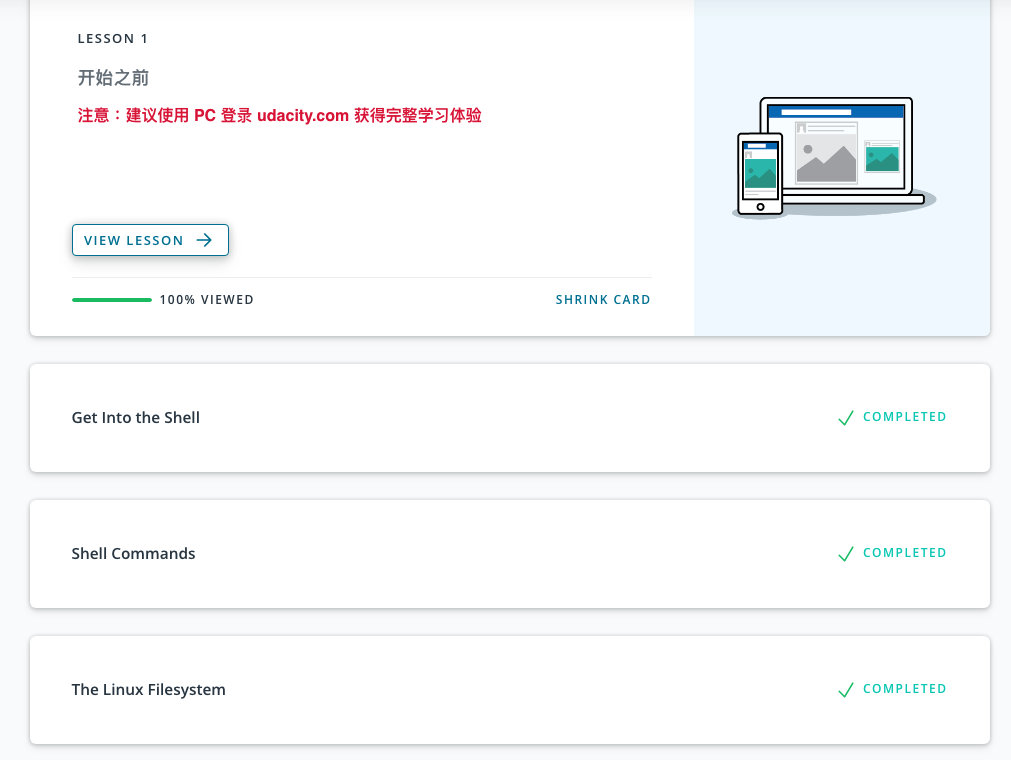 LESSON 1
开始之前
注意：建议使用 PC 登录 udacity.com 获得完整学习体验
VIEW LESSON
100% VIEWED
SHRINK CARD
Get Into the Shell
COMPLETED
Shell Commands
COMPLETED
The Linux Filesystem
COMPLETED